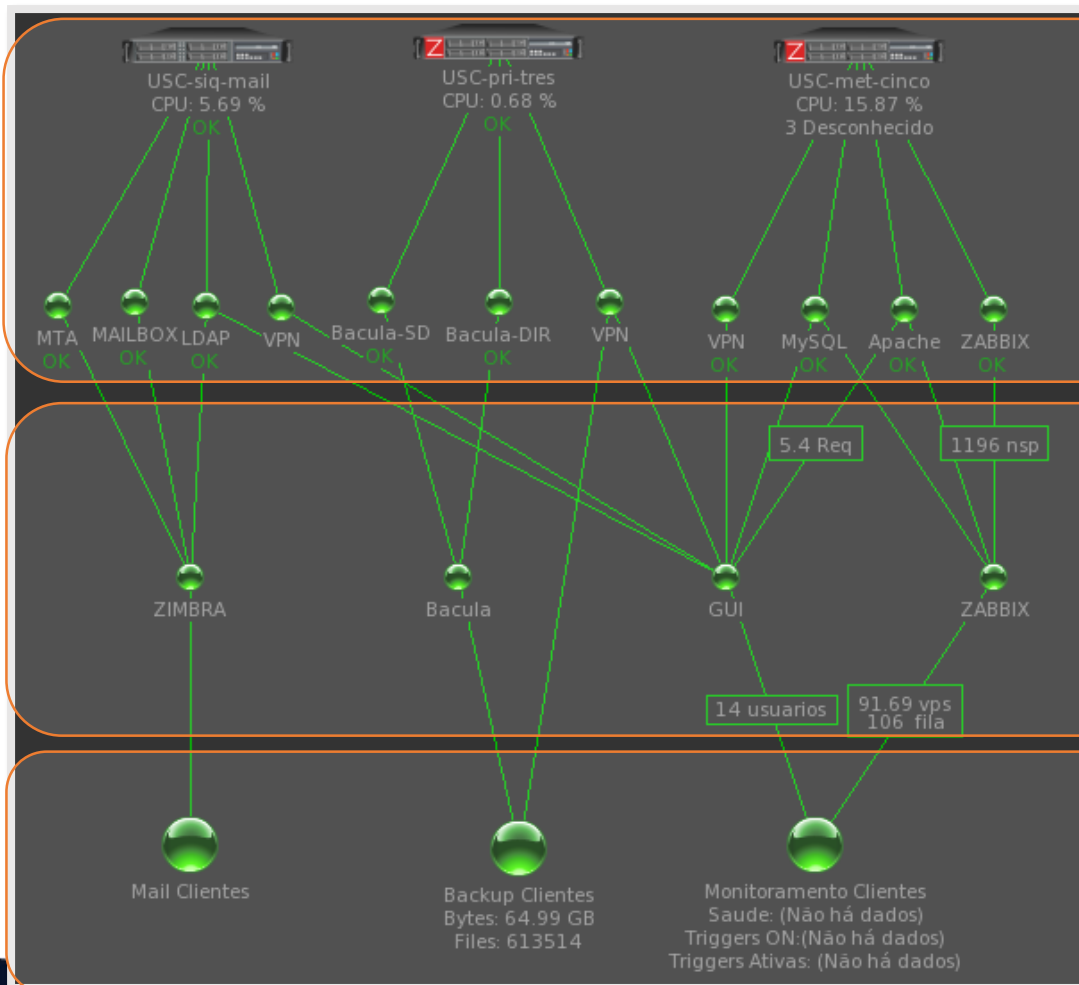 Z
Z
USC-siq-mail
CPU: 5.69 %
OK
USC-pri-tres
CPU: 0.68 %
OK
USC-met-cinco
CPU: 15.87 %
3 Desconhecido
MTA
OK
MAILBOX
OK
LDAP
OK
VPN
Bacula-SD
OK
Bacula-DIR
OK
VPN
VPN
OK
MySQL
OK
Apache
OK
ZABBIX
OK
5.4 Req
1196 nsp
ZIMBRA
Bacula
GUI
ZABBIX
14 usuarios
91.69 vps
106 fila
Mail Clientes
Backup Clientes
Bytes: 64.99 GB
Files: 613514
Monitoramento Clientes
Saude: (Não há dados)
Triggers ON:(Não há dados)
Triggers Ativas: (Não há dados)